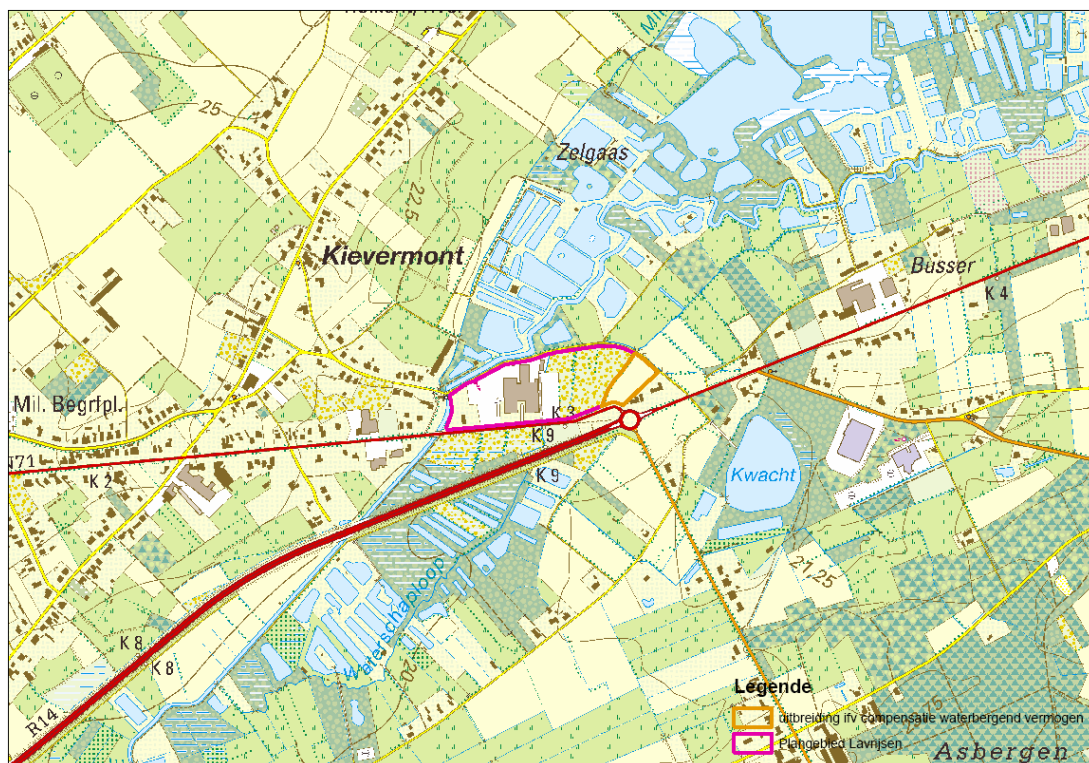 25
Zelgaas
22,5
Kievermont
Busser
K 4
Mil. Begrfpl.
K 3
K 9
N71
K 2
K 9
Kwacht
21,25
Waterschaploop
20
K 8
K 8
R14
Legende
uitbreiding ifv compensatie waterbergend vermogen
Plangebied Lavrijsen
Asbergen